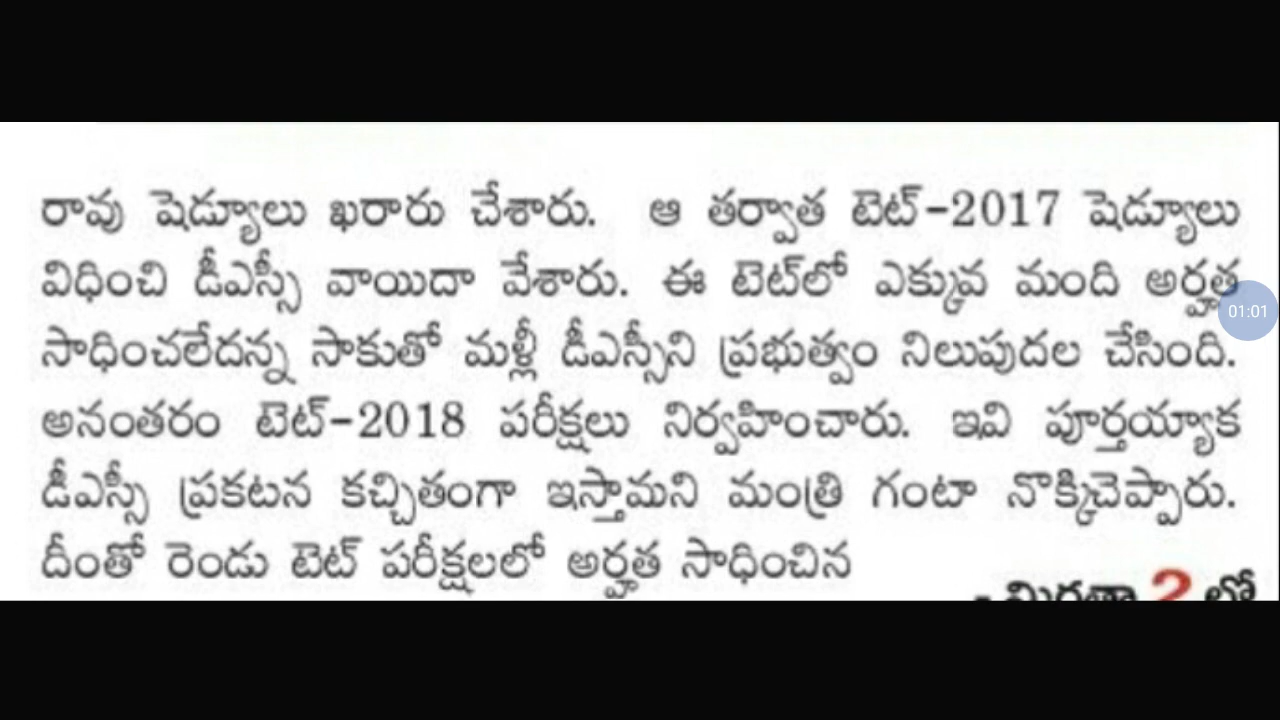 రావు షెడ్యూలు ఖరారు చేశారు. ఆ తర్వాత టెట్-2017 షెడ్యూలు
విధించి డీఎస్సీ వాయిదా వేశారు. ఈ టెట్‌లో ఎక్కువ మంది అర్హత
01:01
సాధించలేదన్న సాకుతో మళ్లీ డీఎస్సీని ప్రభుత్వం నిలుపుదల చేసింది.
అనంతరం టెట్-2018 పరీక్షలు నిర్వహించారు. ఇవి పూర్తయ్యాక
డీఎస్సీ ప్రకటన కచ్చితంగా ఇస్తామని మంత్రి గంటా నొక్కిచెప్పారు.
దీంతో రెండు టెట్ పరీక్షలలో అర్హత సాధించిన
- మిగతా 2 లో